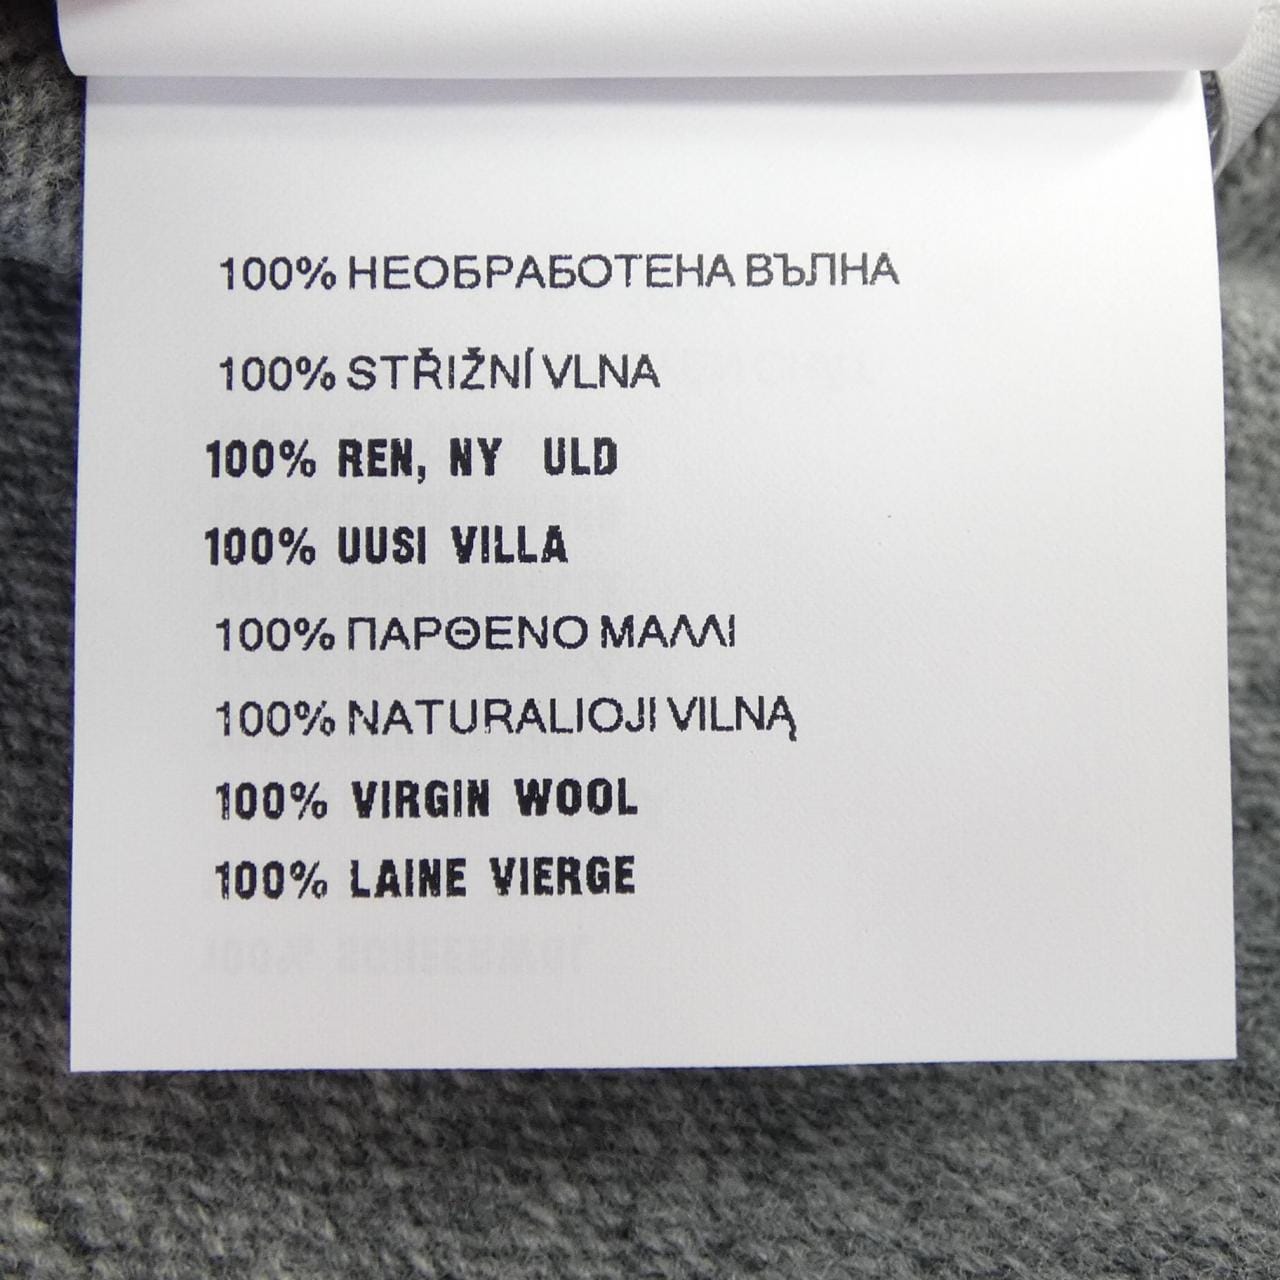 100% НЕОБРАБОТЕНА ВЪЛНА
100% STŘIŽNÍ VLNA
100% REN, NY ULD
100% UUSI VILLA
100% ΠΑΡΘΕΝΟ ΜΑΛΛΙ
100% NATURALIOJI VILNĄ
100% VIRGIN WOOL
100% LAINE VIERGE